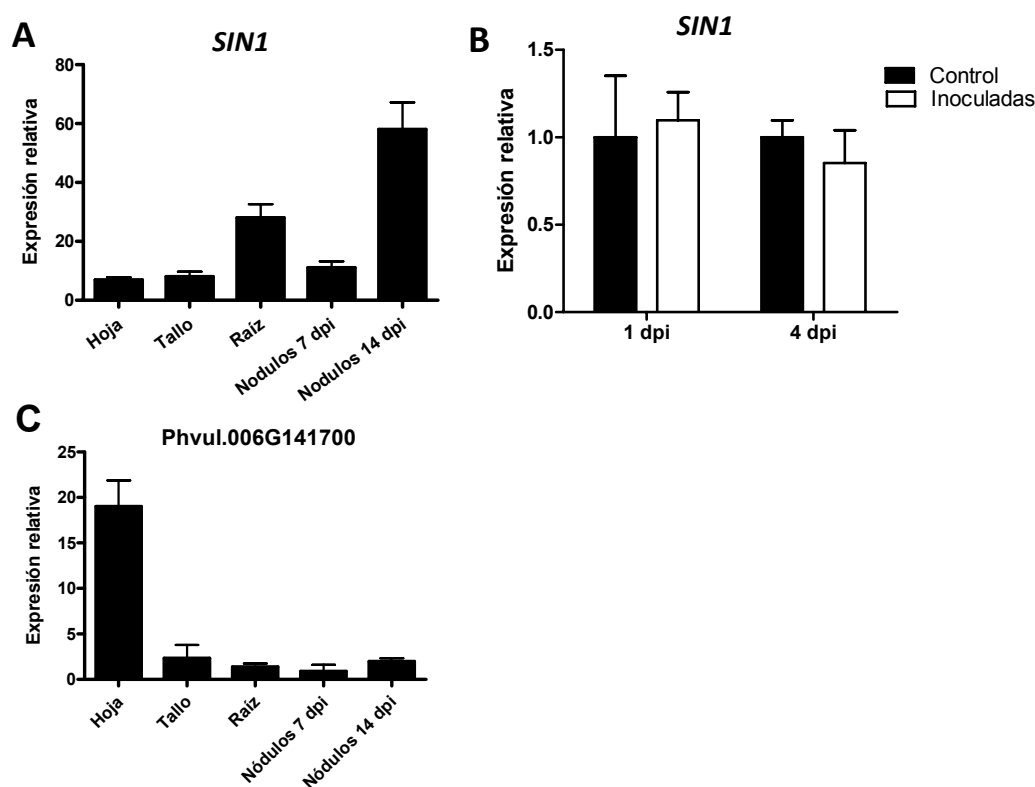 A
SIN1
Expresión relativa
80
60
40
20
0
Hoja
Tallo
Raíz
Nodulos 7 dpi
Nodulos 14 dpi
B
SIN1
Expresión relativa
1.5
1.0
0.5
0.0
1 dpi
4 dpi
Control
Inoculadas
C
Phvul.006G141700
Expresión relativa
25
20
15
10
5
0
Hoja
Tallo
Raíz
Nódulos 7 dpi
Nódulos 14 dpi